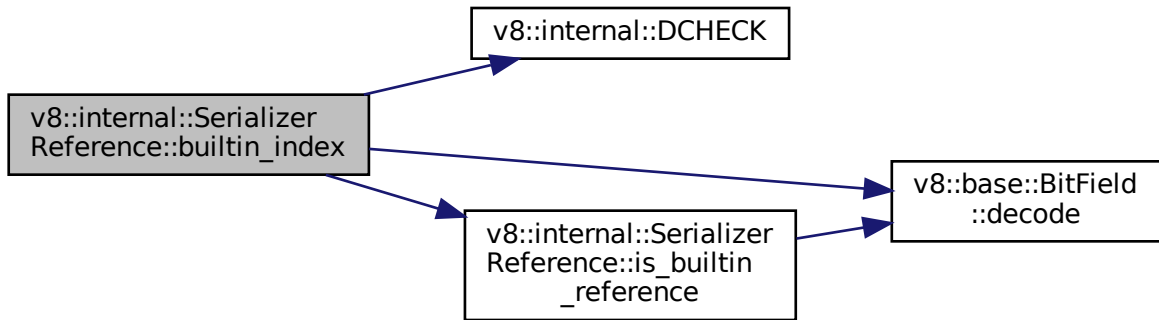 v8::internal::DCHECK
v8::internal::Serializer
Reference::builtin_index
v8::base::BitField
::decode
v8::internal::Serializer
Reference::is_builtin
_reference